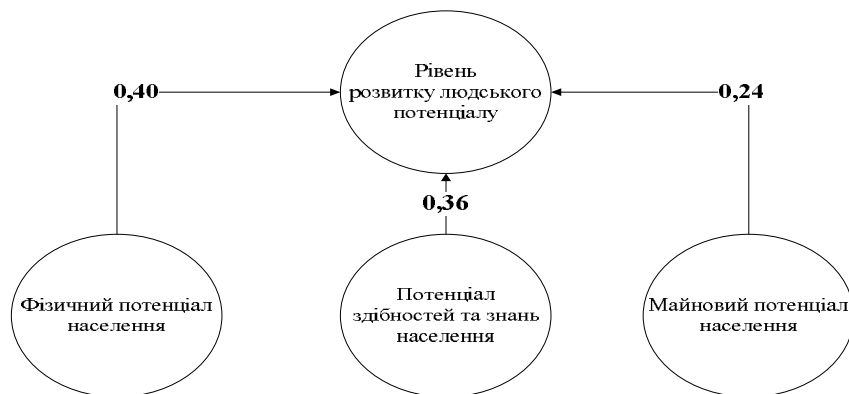 Рівень
розвитку людського
потенціалу
0,40
0,24
0,36
Фізичний потенціал
населення
Потенціал
здібностей та знань
населення
Майновий потенціал
населення